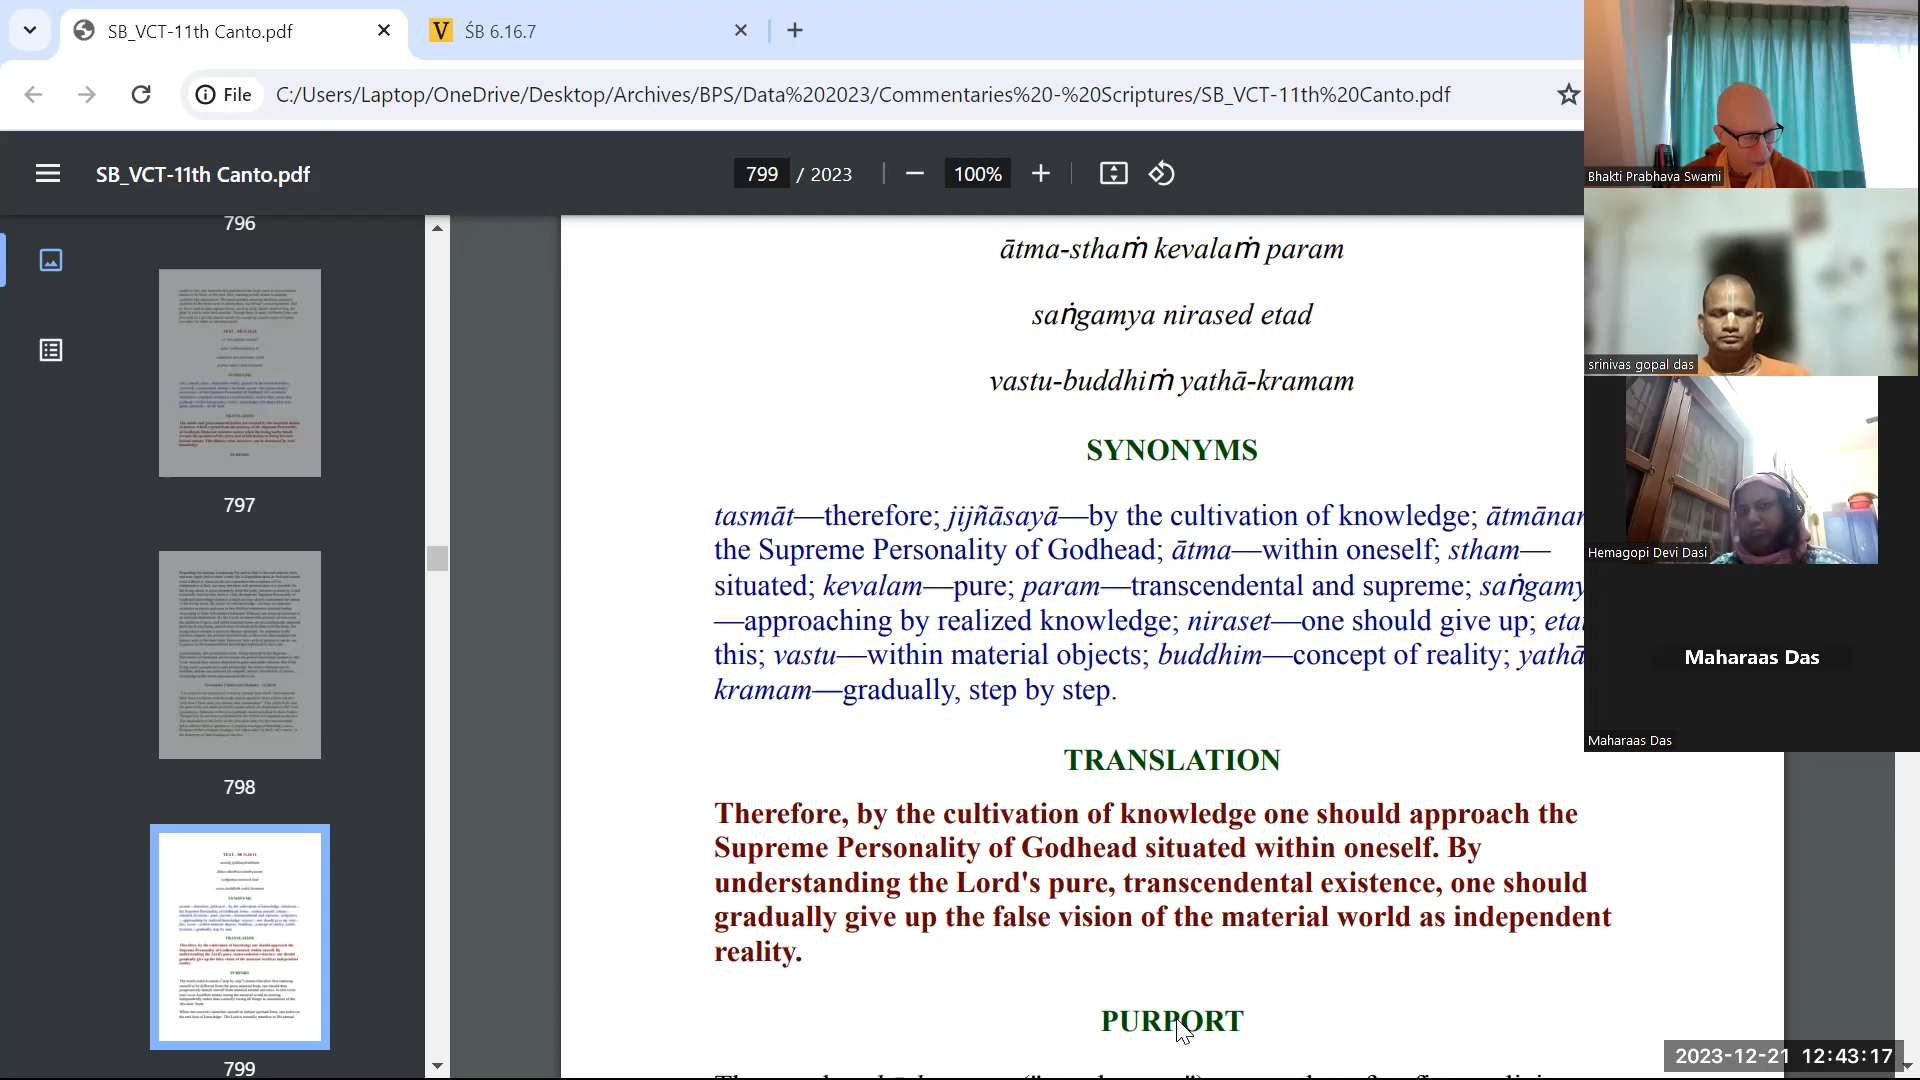 SB_VCT-11th Canto.pdf
ŚB 6.16.7
File
C:/Users/Laptop/OneDrive/Desktop/Archives/BPS/Data%202023/Commentaries%20-%20Scriptures/SB_VCT-11th%20Canto.pdf
SB_VCT-11th Canto.pdf
799 / 2023
100%
796
797
798
799
ātma-sthaṁ kevalaṁ param
saṅgamya nirased etad
vastu-buddhiṁ yathā-kramam
SYNONYMS
tasmāt—therefore; jijñāsayā—by the cultivation of knowledge;
the Supreme Personality of Godhead; ātma—within oneself; stham—
situated; kevalam—pure; param—transcendental and supreme;
—approaching by realized knowledge; niraset—one should give up;
this; vastu—within material objects; buddhim—concept of reality; yathā
kramam—gradually, step by step.
TRANSLATION
Therefore, by the cultivation of knowledge one should approach the
Supreme Personality of Godhead situated within oneself. By
understanding the Lord's pure, transcendental existence, one should
gradually give up the false vision of the material world as independent
reality.
PURPORT
Bhakti Prabhava Swami
srinivas gopal das
Hemagopi Devi Dasi
Maharaas Das
Maharaas Das
2023-12-21 12:43:17